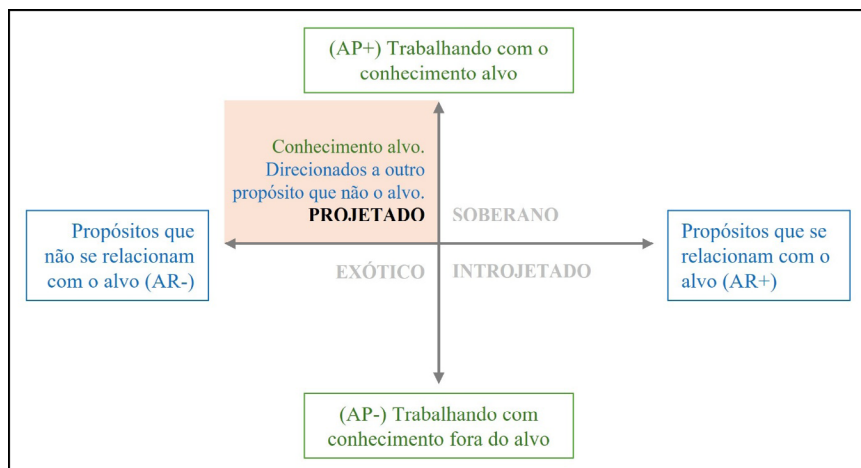 (AP+) Trabalhando com o
conhecimento alvo
Conhecimento alvo.
Direcionados a outro
propósito que não o alvo.
PROJETADO
SOBERANO
Propósitos que
não se relacionam
com o alvo (AR-)
Propósitos que se
relacionam com o
alvo (AR+)
EXÓTICO
INTROJETADO
(AP-) Trabalhando com
conhecimento fora do alvo